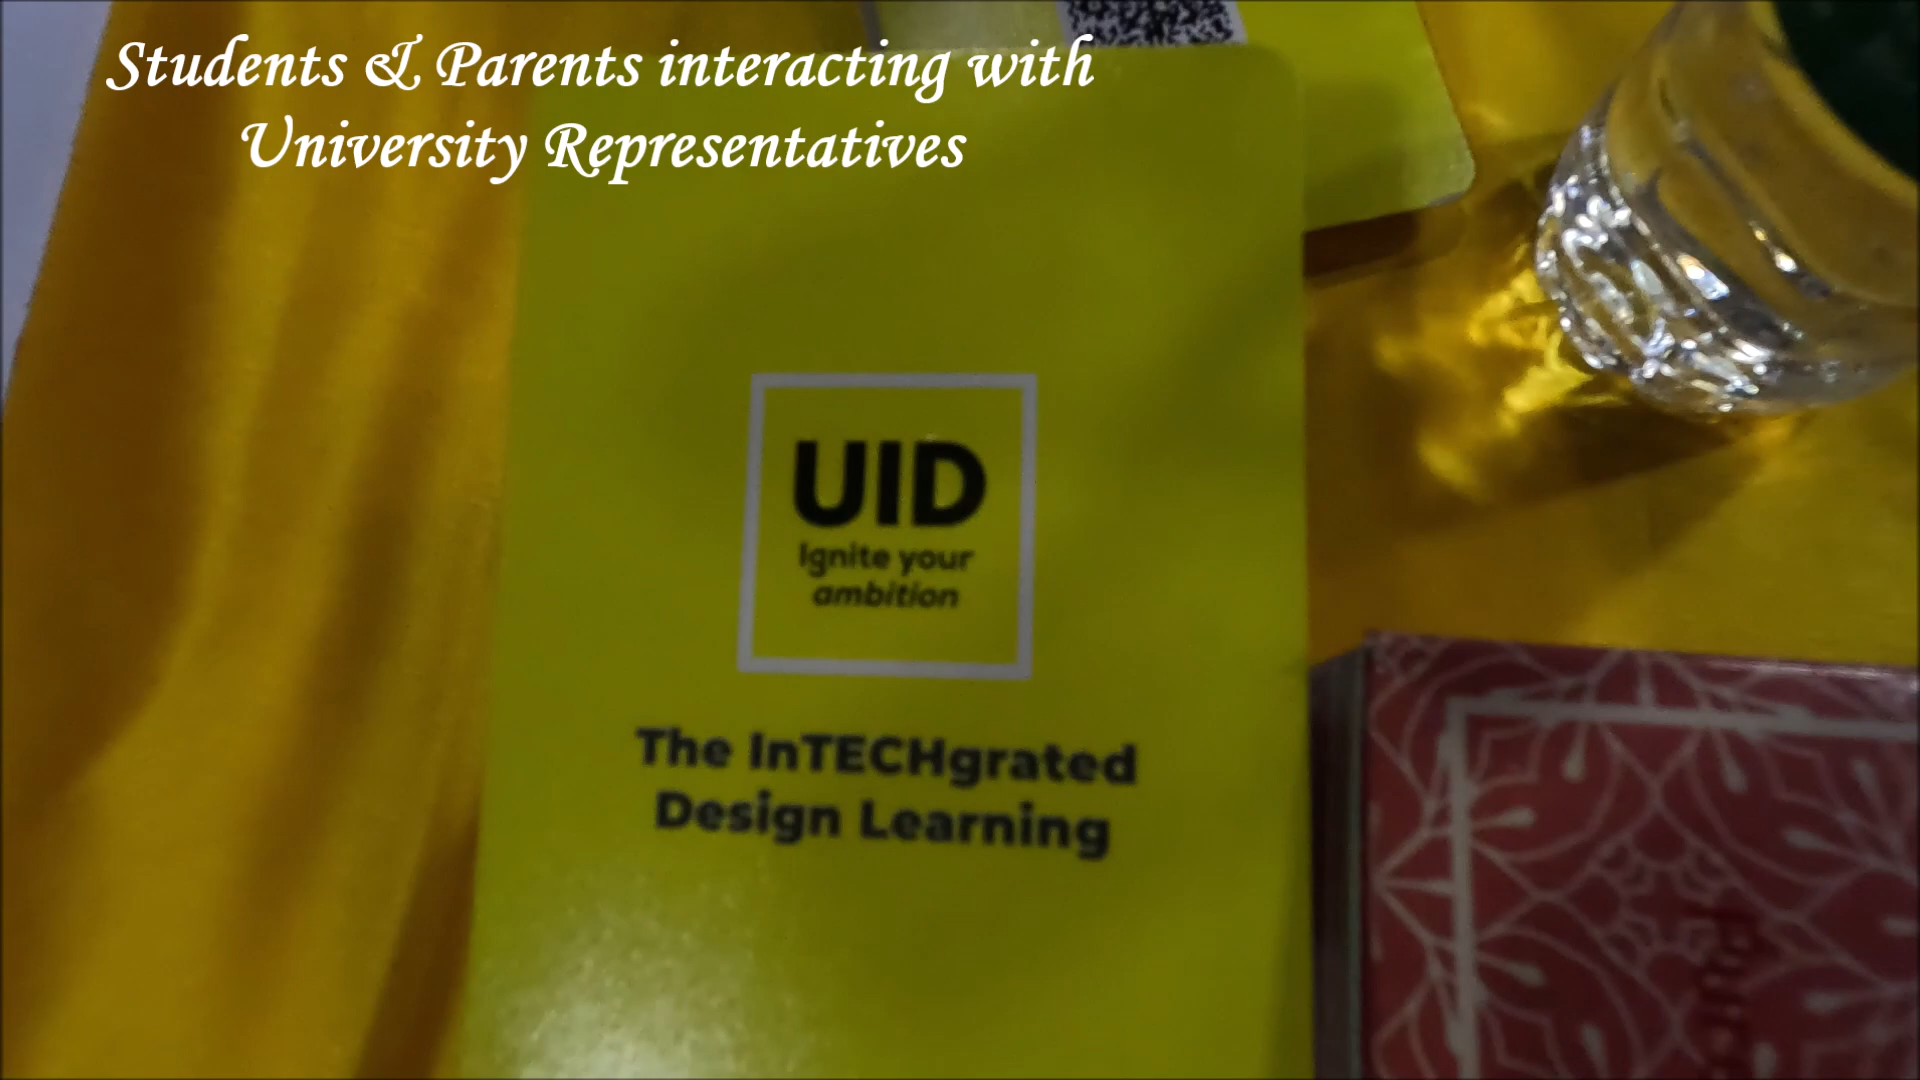 Students & Parents interacting with
University Representatives
UID
Ignite your
ambition
The InTECHgrated
Design Learning